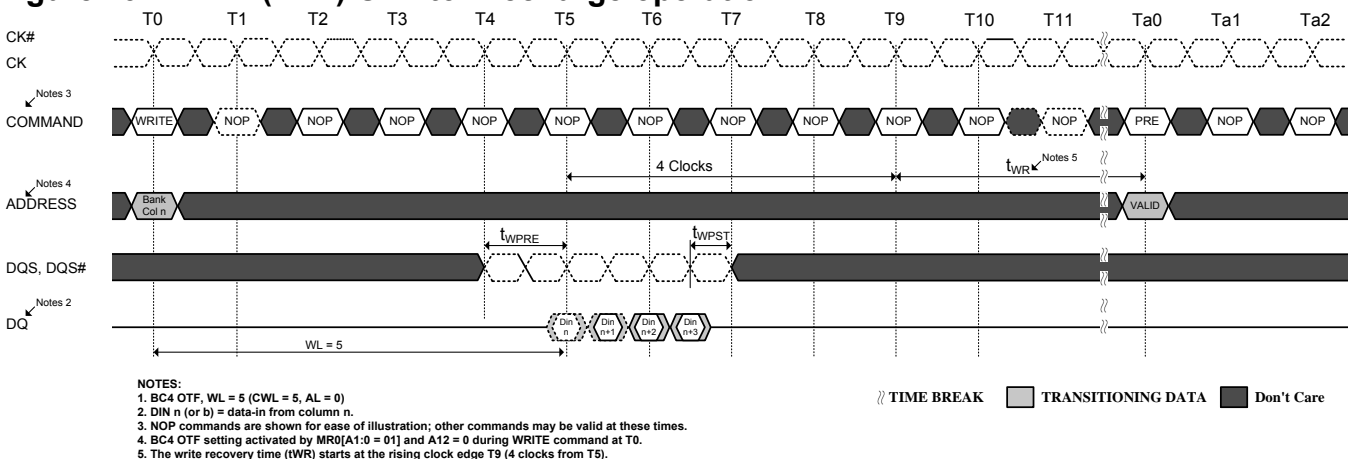 T0 T1 T2 T3 T4 T5 T6 T7 T8 T9 T10 T11 Ta0 Ta1 Ta2
CK#
CK
Notes 3
COMMAND WRITE NOP NOP NOP NOP NOP NOP NOP NOP NOP NOP NOP PRE NOP NOP
4 Clocks tWR Notes 5
Notes 4
ADDRESS Bank Col n VALID
tWPRE tWPST
DQS, DQS#
Notes 2
DQ Din n Din n+1 Din n+2 Din n+3
WL = 5
NOTES:
1. BC4 OTF, WL = 5 (CWL = 5, AL = 0)
2. DIN n (or b) = data-in from column n.
3. NOP commands are shown for ease of illustration; other commands may be valid at these times.
4. BC4 OTF setting activated by MR0[A1:0 = 01] and A12 = 0 during WRITE command at T0.
5. The write recovery time (tWR) starts at the rising clock edge T9 (4 clocks from T5).
TIME BREAK TRANSITIONING DATA Don't Care